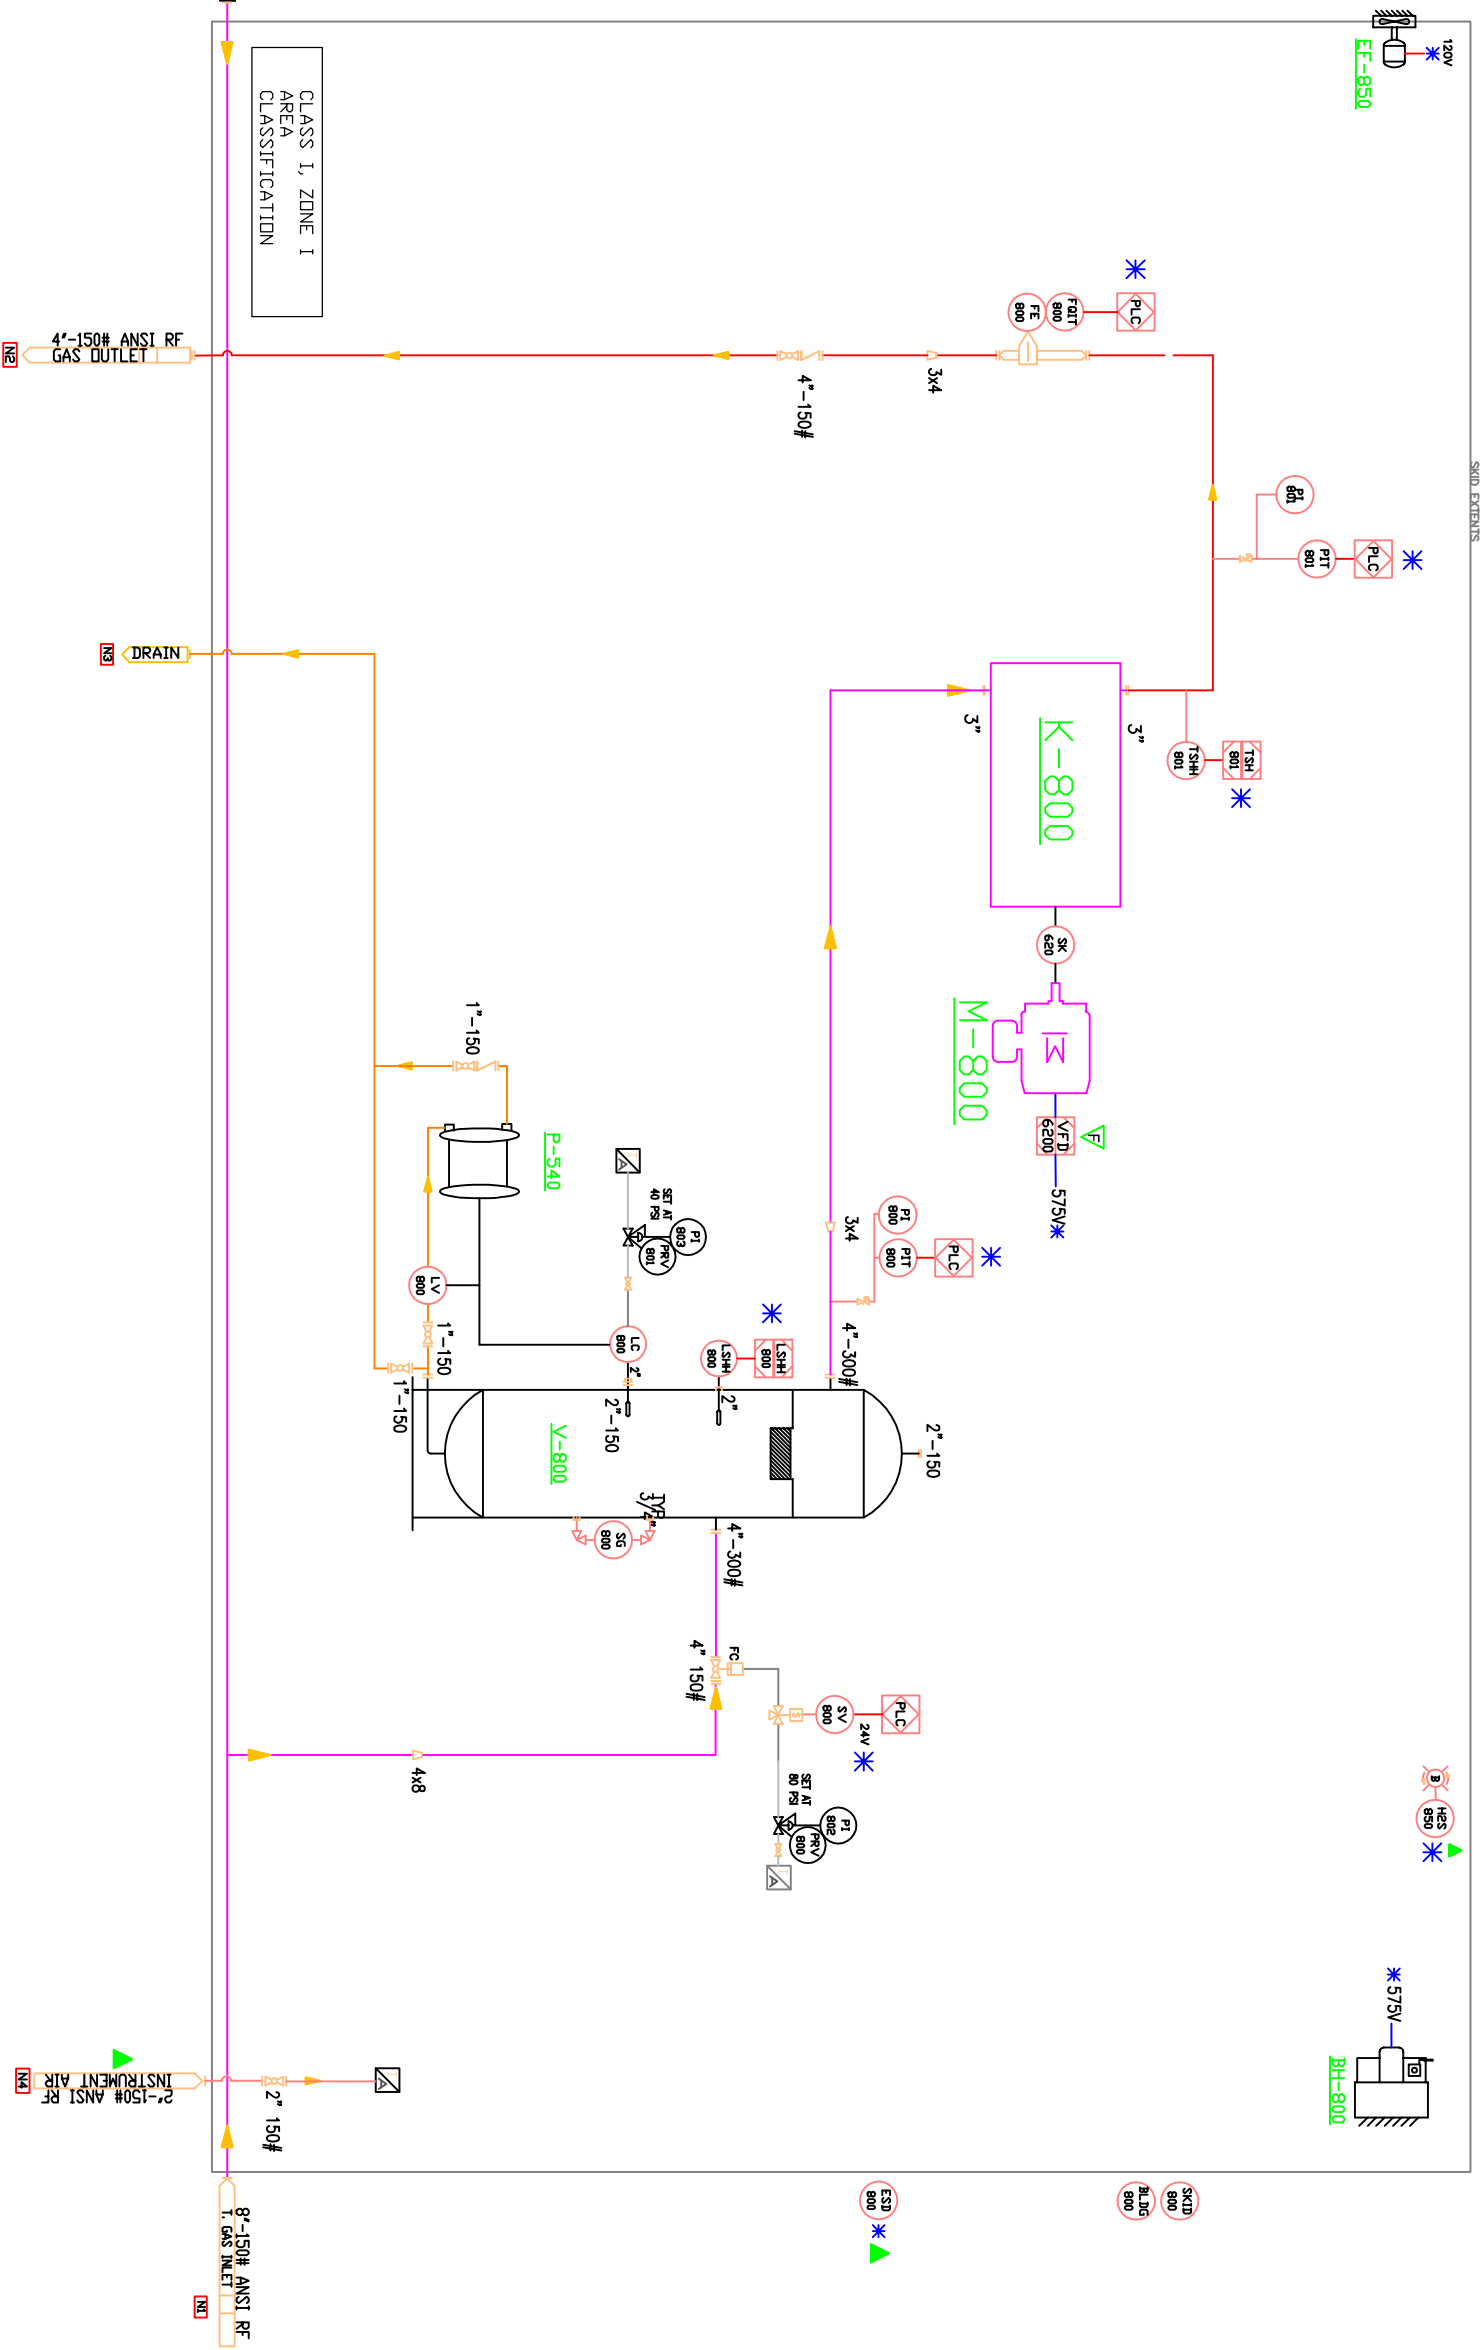 120V
EF-850
SKID EXTENTS
CLASS I, ZONE I
AREA
CLASSIFICATION
PLC
FQIT
800
FE
800
4"-150# ANSI RF
GAS OUTLET
N2
3x4
4"-150#
PI
801
PIT
801
PLC
DRAIN
N3
3"
3"
K-800
TSHH
801
TSH
801
SK
620
M-800
M
VFD
6200
F
575V
1"-150
P-540
A
SET AT
40 PSI
PI
803
PRV
801
3x4
PI
800
PIT
800
PLC
LV
800
1"-150
1"-150
LC
800
2"
2"-150
LSHH
800
LSHH
800
2"
4"-300#
2"-150
V-800
TYP
3/4"
SG
800
4"-300#
4" 150#
FC
S
SV
800
PLC
24V
4x8
SET AT
80 PSI
PI
802
PRV
800
A
B
H2S
850
575V
BH-800
A
N4
INSTRUMENT AIR
2"-150# ANSI RF
2" 150#
8"-150# ANSI RF
T. GAS INLET
N1
ESD
800
BLDG
800
SKID
800